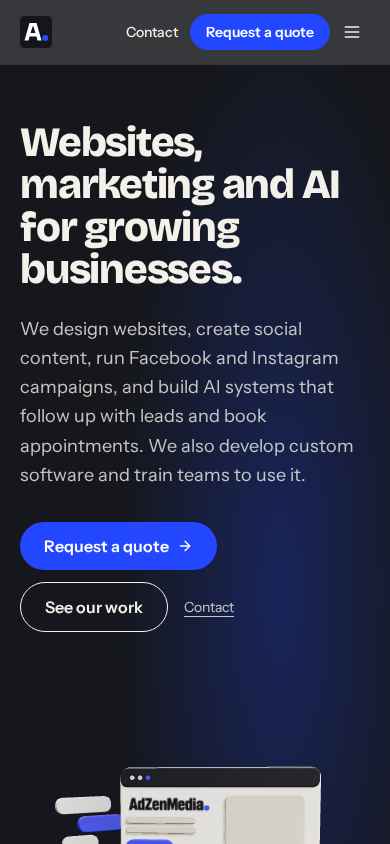 A.
Contact
Request a quote
Websites,
marketing and AI
for growing
businesses.
We design websites, create social
content, run Facebook and Instagram
campaigns, and build AI systems that
follow up with leads and book
appointments. We also develop custom
software and train teams to use it.
Request a quote →
See our work
Contact
AdZenMedia.